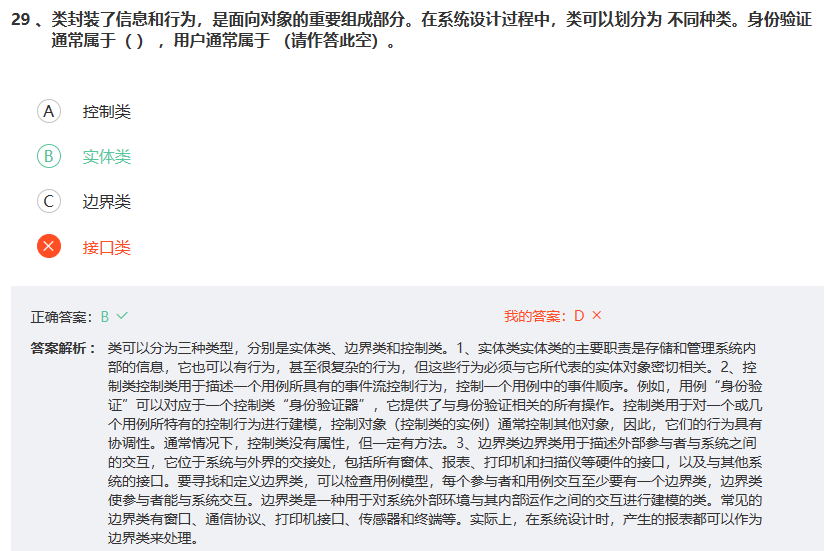 29 、类封装了信息和行为，是面向对象的重要组成部分。在系统设计过程中，类可以划分为 不同种类。身份验证
通常属于（ ） ，用户通常属于 （请作答此空）。
A 控制类
B 实体类
C 边界类
接口类
正确答案：B 我的答案：D
答案解析： 类可以分为三种类型，分别是实体类、边界类和控制类。1、实体类实体类的主要职责是存储和管理系统内
部的信息，它也可以有行为，甚至很复杂的行为，但这些行为必须与它所代表的实体对象密切相关。2、控
制类控制类用于描述一个用例所具有的事件流控制行为，控制一个用例中的事件顺序。例如，用例“身份验
证”可以对应于一个控制类“身份验证器”，它提供了与身份验证相关的所有操作。控制类用于对一个或几
个用例所特有的控制行为进行建模，控制对象（控制类的实例）通常控制其他对象，因此，它们的行为具有
协调性。通常情况下，控制类没有属性，但一定有方法。3、边界类边界类用于描述外部参与者与系统之间
的交互，它位于系统与外界的交接处，包括所有窗体、报表、打印机和扫描仪等硬件的接口，以及与其他系
统的接口。要寻找和定义边界类，可以检查用例模型，每个参与者和用例交互至少要有一个边界类，边界类
使参与者能与系统交互。边界类是一种用于对系统外部环境与其内部运作之间的交互进行建模的类。常见的
边界类有窗口、通信协议、打印机接口、传感器和终端等。实际上，在系统设计时，产生的报表都可以作为
边界类来处理。